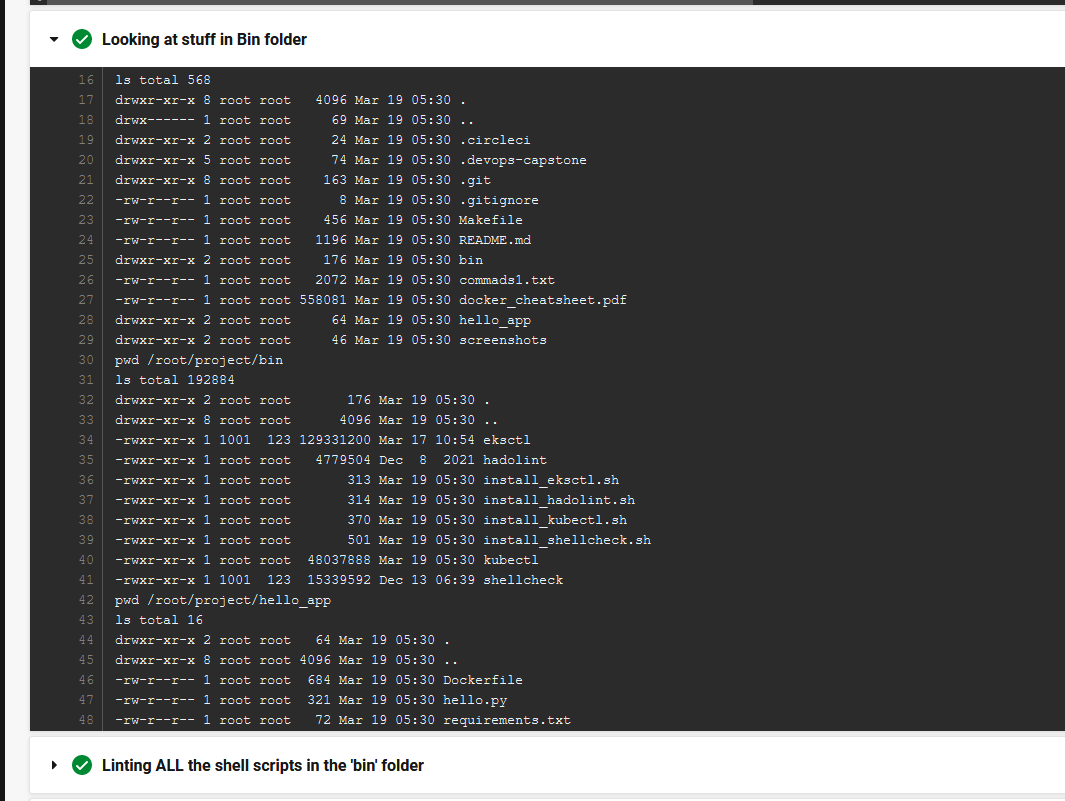 Looking at stuff in Bin folder
16 ls total 568
17 drwxr-xr-x 8 root root   4096 Mar 19 05:30 .
18 drwx------ 1 root root     69 Mar 19 05:30 ..
19 drwxr-xr-x 2 root root     24 Mar 19 05:30 .circleci
20 drwxr-xr-x 5 root root     74 Mar 19 05:30 .devops-capstone
21 drwxr-xr-x 8 root root    163 Mar 19 05:30 .git
22 -rw-r--r-- 1 root root      8 Mar 19 05:30 .gitignore
23 -rw-r--r-- 1 root root    456 Mar 19 05:30 Makefile
24 -rw-r--r-- 1 root root   1196 Mar 19 05:30 README.md
25 drwxr-xr-x 2 root root    176 Mar 19 05:30 bin
26 -rw-r--r-- 1 root root   2072 Mar 19 05:30 commads1.txt
27 -rw-r--r-- 1 root root 558081 Mar 19 05:30 docker_cheatsheet.pdf
28 drwxr-xr-x 2 root root     64 Mar 19 05:30 hello_app
29 drwxr-xr-x 2 root root     46 Mar 19 05:30 screenshots
30 pwd /root/project/bin
31 ls total 192884
32 drwxr-xr-x 2 root root       176 Mar 19 05:30 .
33 drwxr-xr-x 8 root root      4096 Mar 19 05:30 ..
34 -rwxr-xr-x 1 1001  123 129331200 Mar 17 10:54 eksctl
35 -rwxr-xr-x 1 root root   4779504 Dec  8  2021 hadolint
36 -rwxr-xr-x 1 root root       313 Mar 19 05:30 install_eksctl.sh
37 -rwxr-xr-x 1 root root       314 Mar 19 05:30 install_hadolint.sh
38 -rwxr-xr-x 1 root root       370 Mar 19 05:30 install_kubectl.sh
39 -rwxr-xr-x 1 root root       501 Mar 19 05:30 install_shellcheck.sh
40 -rwxr-xr-x 1 root root  48037888 Mar 19 05:30 kubectl
41 -rwxr-xr-x 1 1001  123  15339592 Dec 13 06:39 shellcheck
42 pwd /root/project/hello_app
43 ls total 16
44 drwxr-xr-x 2 root root   64 Mar 19 05:30 .
45 drwxr-xr-x 8 root root 4096 Mar 19 05:30 ..
46 -rw-r--r-- 1 root root  684 Mar 19 05:30 Dockerfile
47 -rw-r--r-- 1 root root  321 Mar 19 05:30 hello.py
48 -rw-r--r-- 1 root root   72 Mar 19 05:30 requirements.txt
Linting ALL the shell scripts in the 'bin' folder